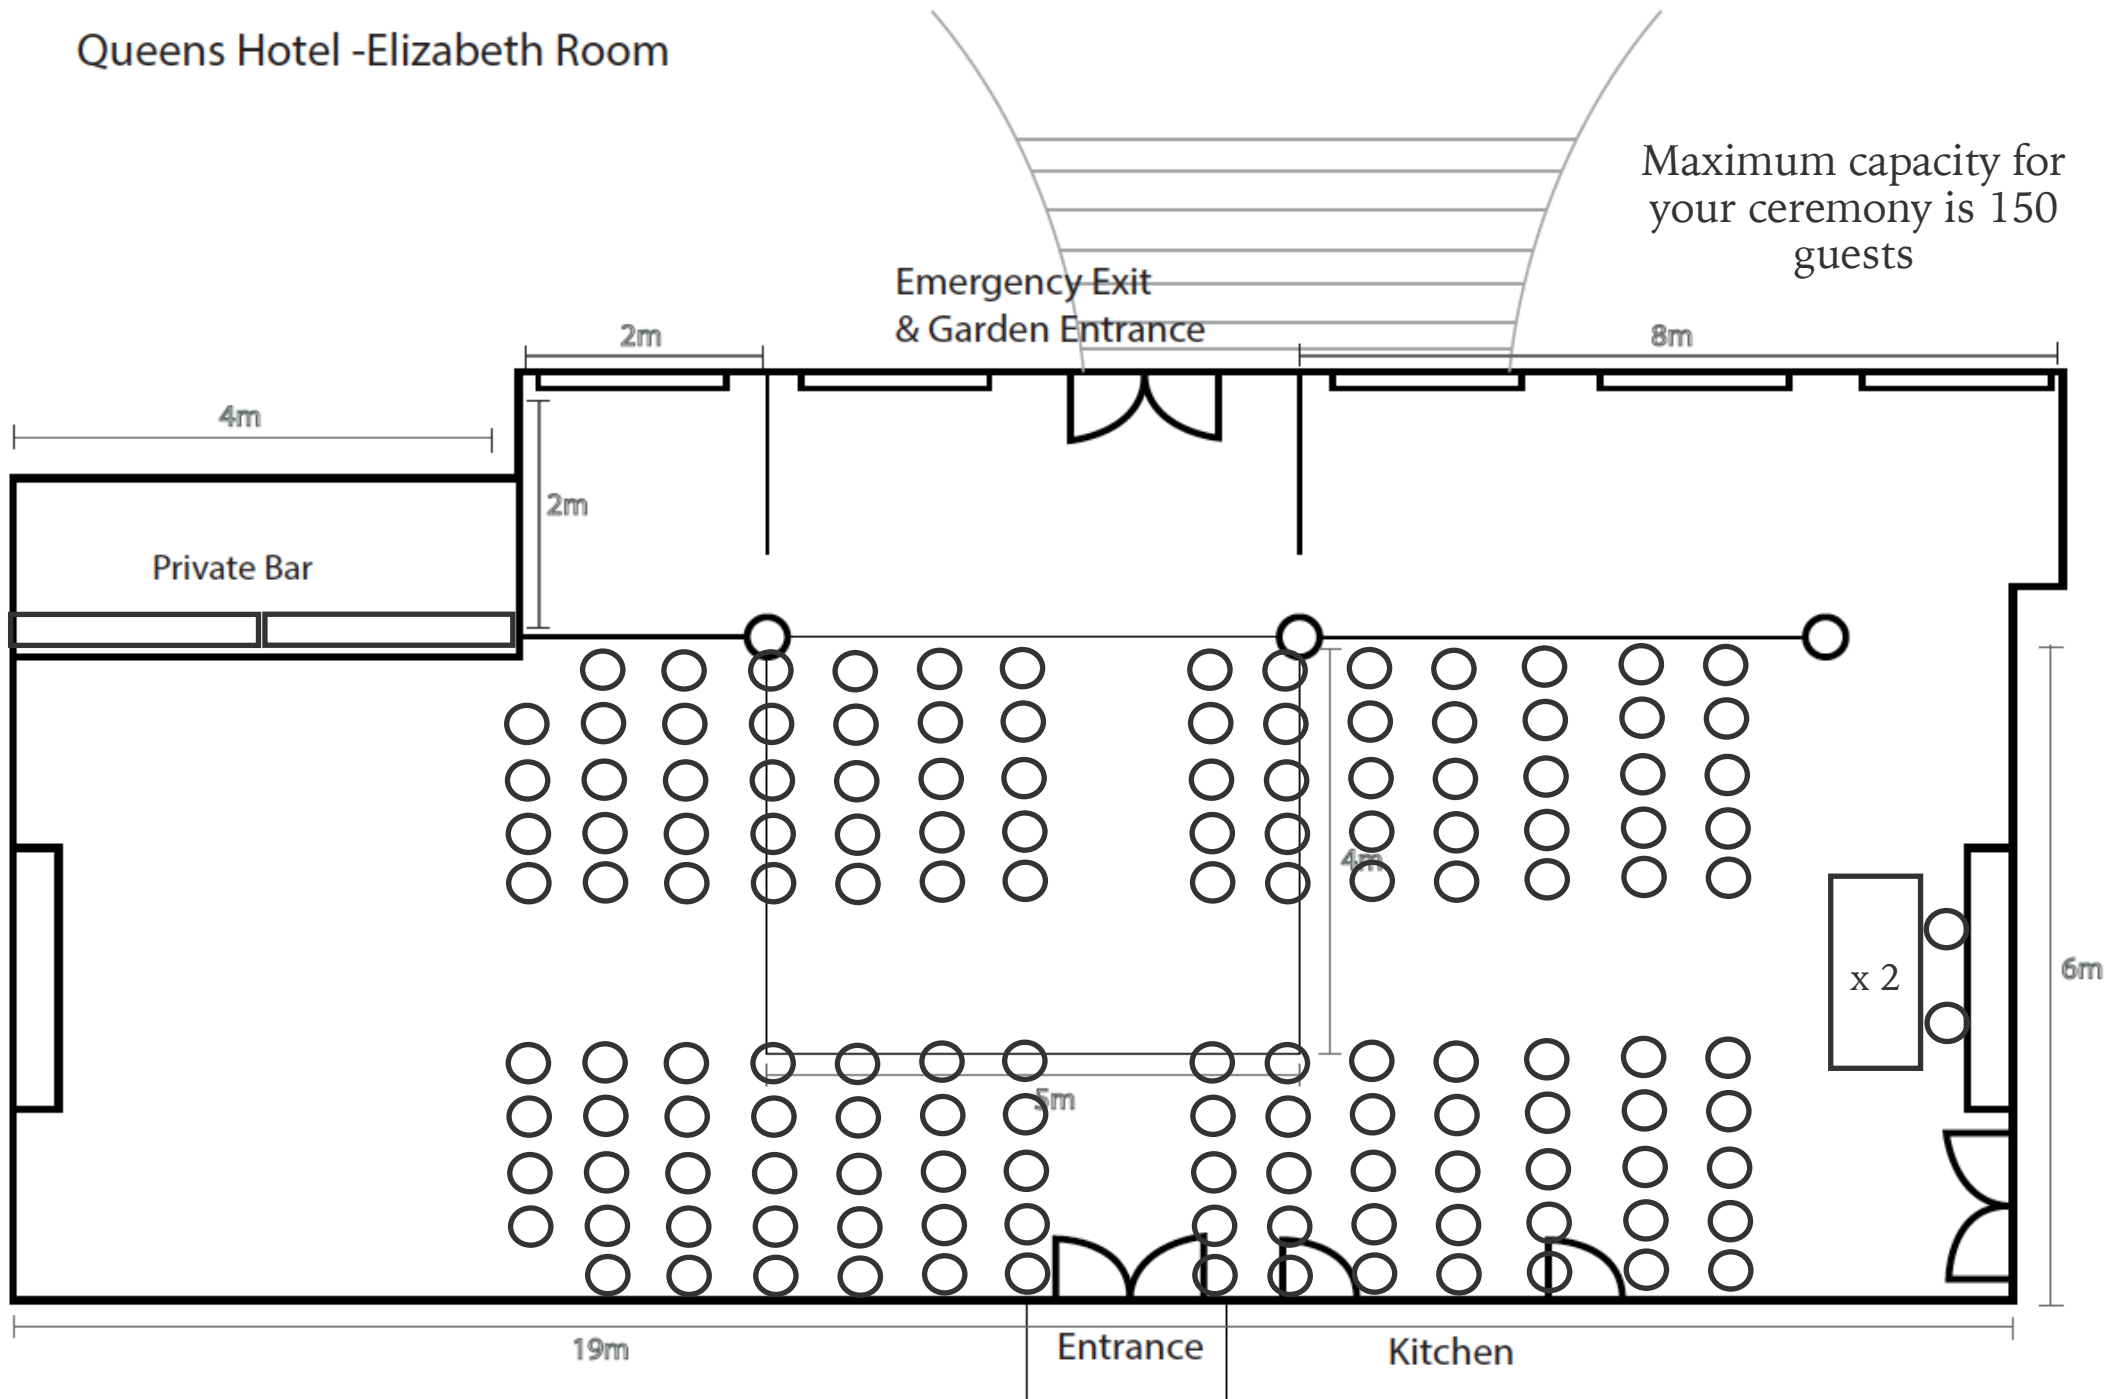 Queens Hotel -Elizabeth Room
Maximum capacity for
your ceremony is 150
guests
Emergency Exit
& Garden Entrance
2m
8m
4m
2m
Private Bar
4m
x 2
6m
5m
19m
Entrance
Kitchen